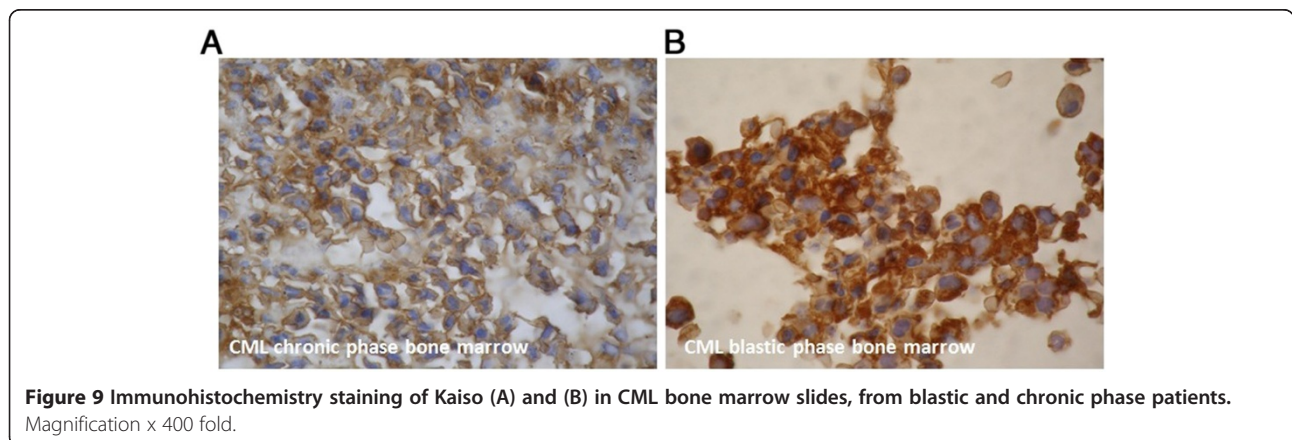 A
B
CML chronic phase bone marrow
CML blastic phase bone marrow
Figure 9 Immunohistochemistry staining of Kaiso (A) and (B) in CML bone marrow slides, from blastic and chronic phase patients.
Magnification x 400 fold.